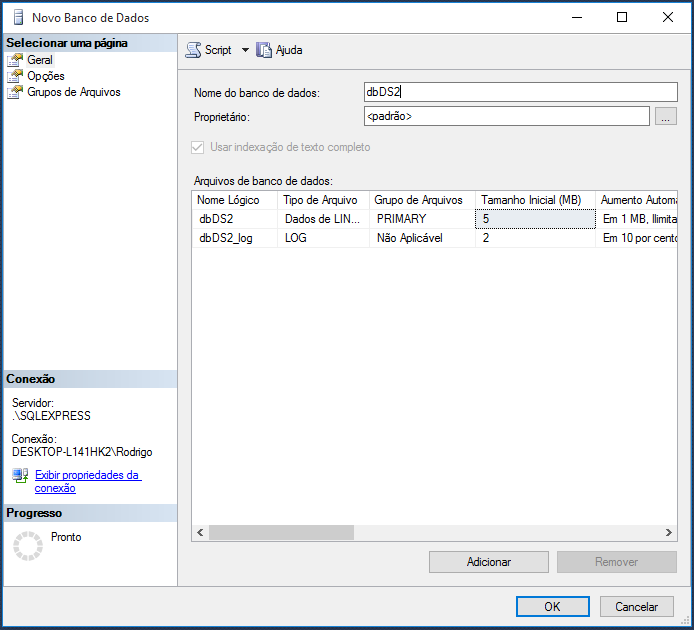 Novo Banco de Dados
Selecionar uma página
Geral
Opções
Grupos de Arquivos
Script
Ajuda
Nome do banco de dados:
dbDS2
Proprietário:
<padrão>
...
Usar indexação de texto completo
Arquivos de banco de dados:
Nome Lógico Tipo de Arquivo Grupo de Arquivos Tamanho Inicial (MB) Aumento Automa
dbDS2 Dados de LIN... PRIMARY 5 Em 1 MB, Ilimita
dbDS2_log LOG Não Aplicável 2 Em 10 por cento
Conexão
Servidor:
.\SQLEXPRESS
Conexão:
DESKTOP-L141HK2\Rodrigo
Exibir propriedades da
conexão
Progresso
Pronto
Adicionar
Remover
OK
Cancelar